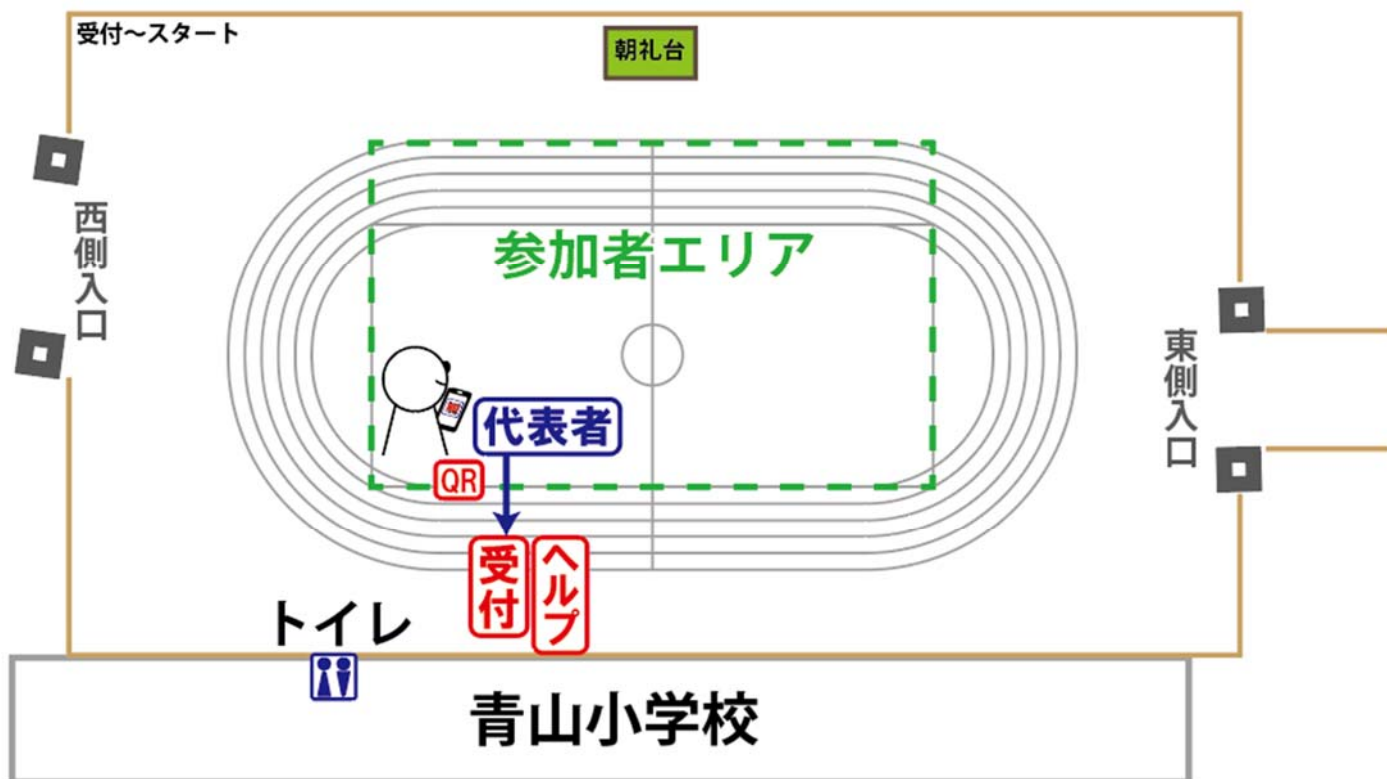 受付～スタート
朝礼台
西側入口
参加者エリア
東側入口
代表者
QR
受付
ヘルプ
トイレ
青山小学校